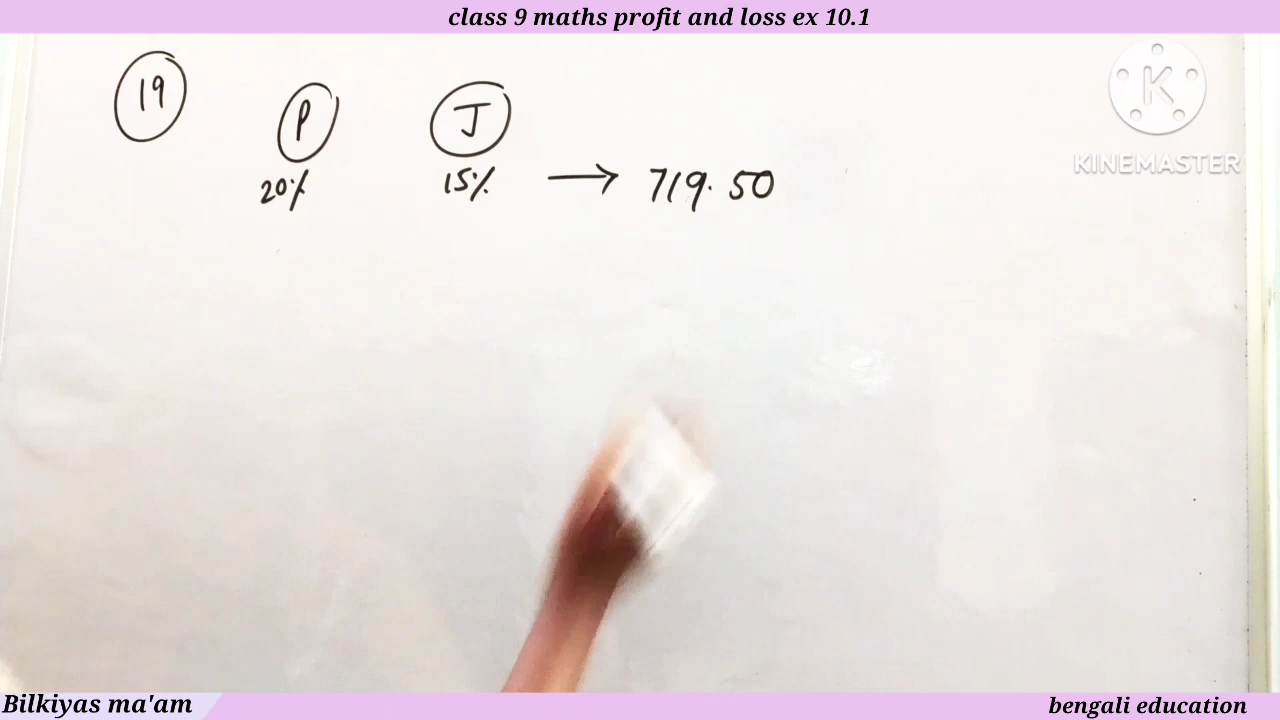 class 9 maths profit and loss ex 10.1
19
P J
20% 15% → 719.50
KINEMASTER
Bilkiyas ma'am
bengali education